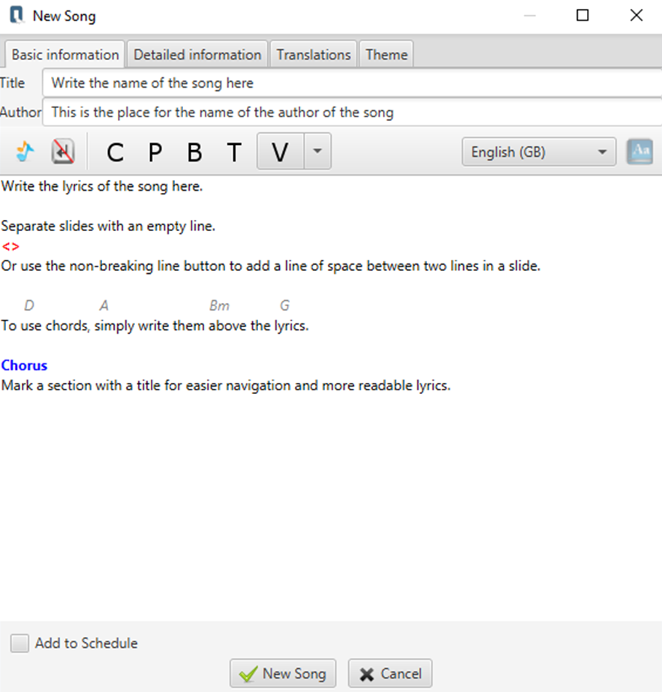 New Song
Basic information Detailed information Translations Theme
Title Write the name of the song here
Author This is the place for the name of the author of the song
C P B T V English (GB) Aa
Write the lyrics of the song here.
Separate slides with an empty line.
<>
Or use the non-breaking line button to add a line of space between two lines in a slide.
D A Bm G
To use chords, simply write them above the lyrics.
Chorus
Mark a section with a title for easier navigation and more readable lyrics.
Add to Schedule
New Song Cancel